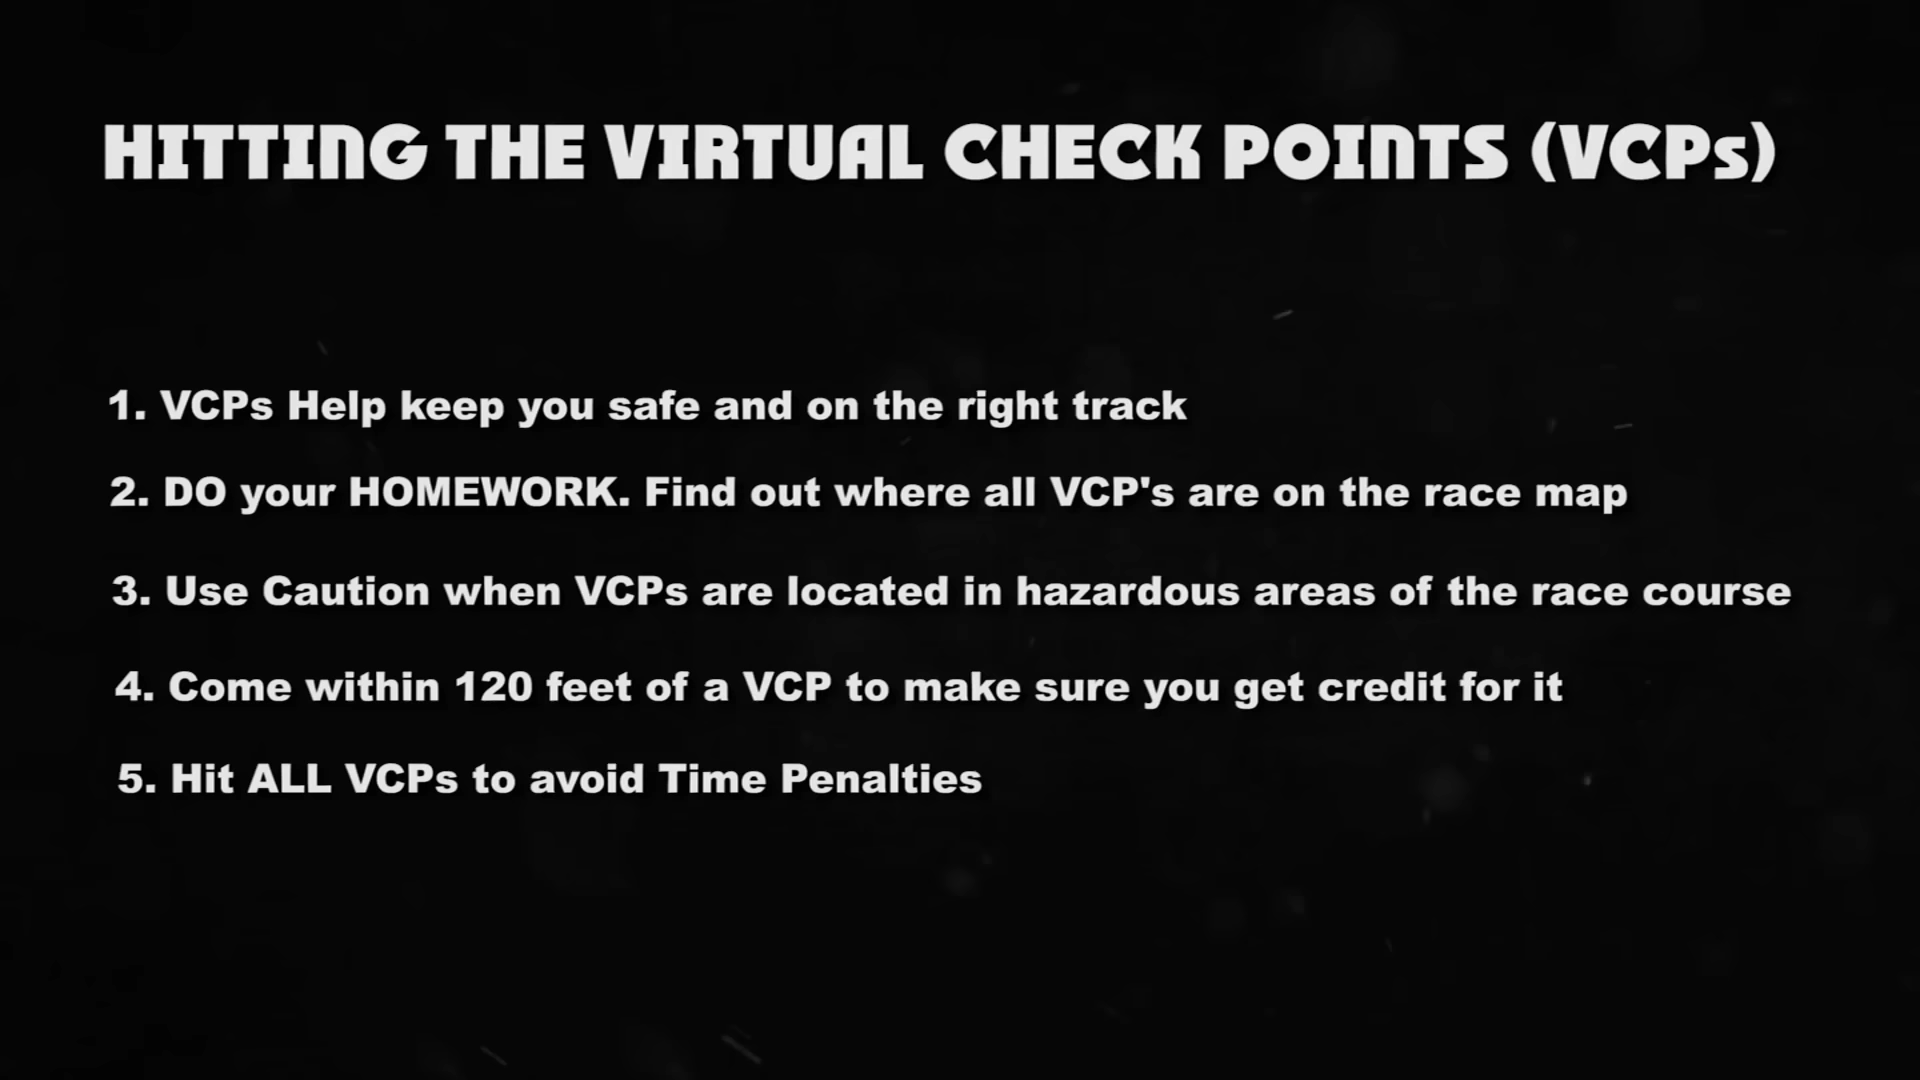 HITTING THE VIRTUAL CHECK POINTS (VCPs)
1. VCPs Help keep you safe and on the right track
2. DO your HOMEWORK. Find out where all VCP's are on the race map
3. Use Caution when VCPs are located in hazardous areas of the race course
4. Come within 120 feet of a VCP to make sure you get credit for it
5. Hit ALL VCPs to avoid Time Penalties